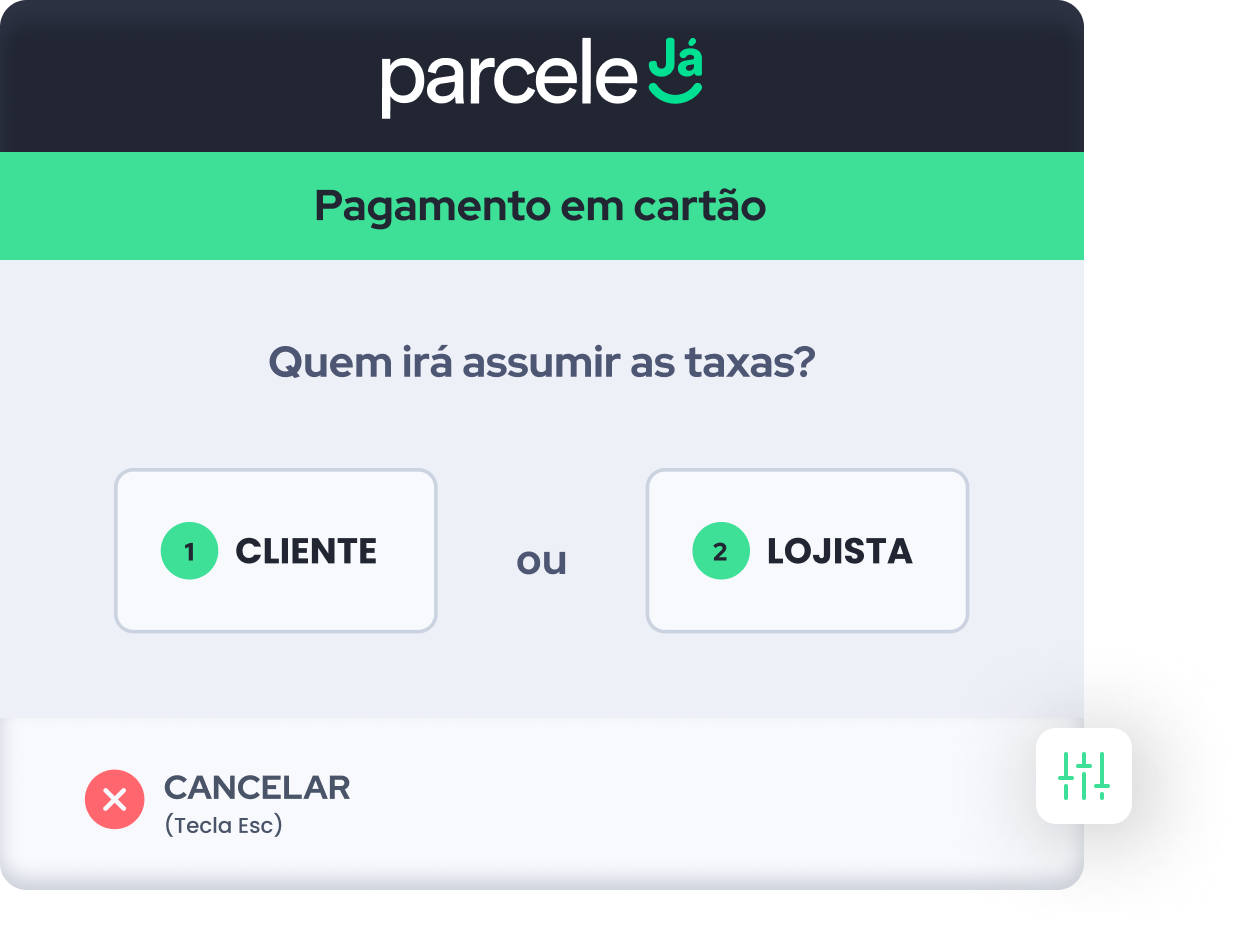 parcele Já
Pagamento em cartão
Quem irá assumir as taxas?
1 CLIENTE ou 2 LOJISTA
CANCELAR
(Tecla Esc)